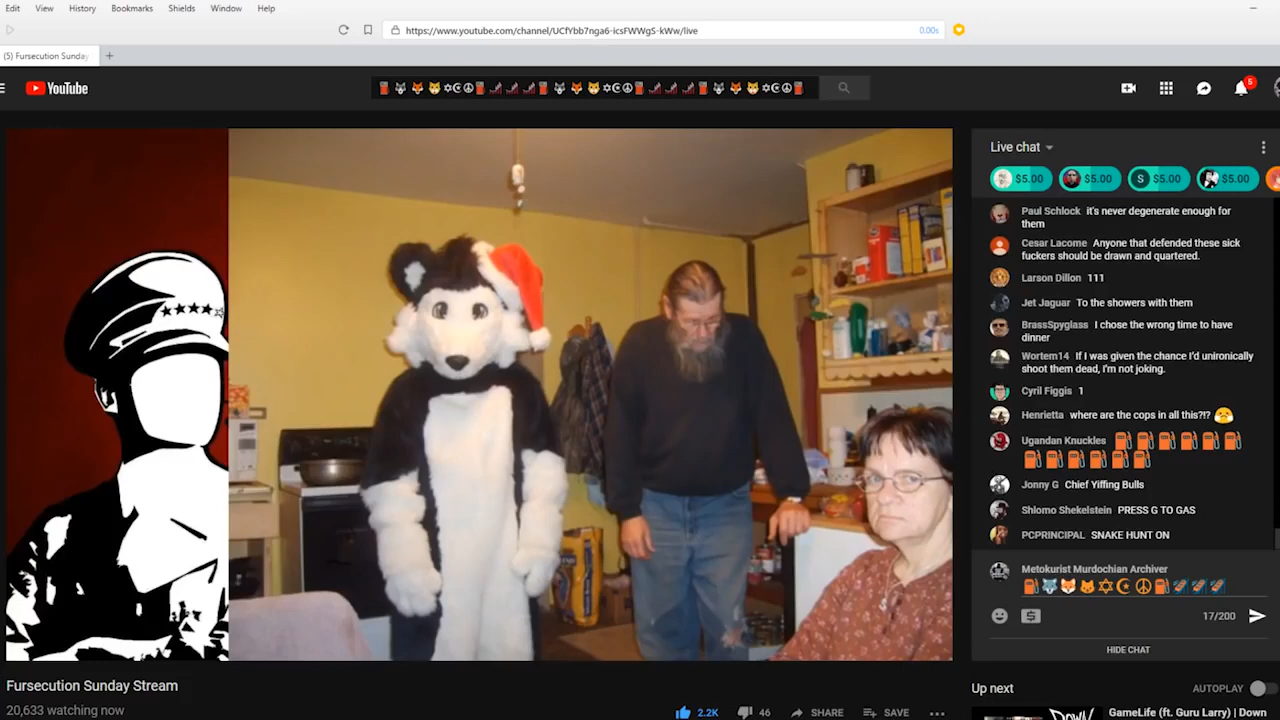 Edit View History Bookmarks Shields Window Help
https://www.youtube.com/channel/UCfYbb7nga6-icsFWWgS-kWw/live 0.00s
(5) Fursecution Sunday
YouTube
5
Live chat
$5.00 $5.00 S $5.00 $5.00
Paul Schlock it's never degenerate enough for
them
Cesar Lacome Anyone that defended these sick
fuckers should be drawn and quartered.
Larson Dillon 111
Jet Jaguar To the showers with them
BrassSpyglass I chose the wrong time to have
dinner
Wortem14 If I was given the chance I'd unironically
shoot them dead, I'm not joking.
Cyril Figgis 1
Henrietta where are the cops in all this?!?
Ugandan Knuckles
Jonny G Chief Yiffing Bulls
Shlomo Shekelstein PRESS G TO GAS
PCPRINCIPAL SNAKE HUNT ON
Metokurist Murdochian Archiver
17/200
HIDE CHAT
Fursecution Sunday Stream
20,633 watching now
2.2K 46 SHARE SAVE
Up next AUTOPLAY
GameLife (ft. Guru Larry) | Down
DOWN